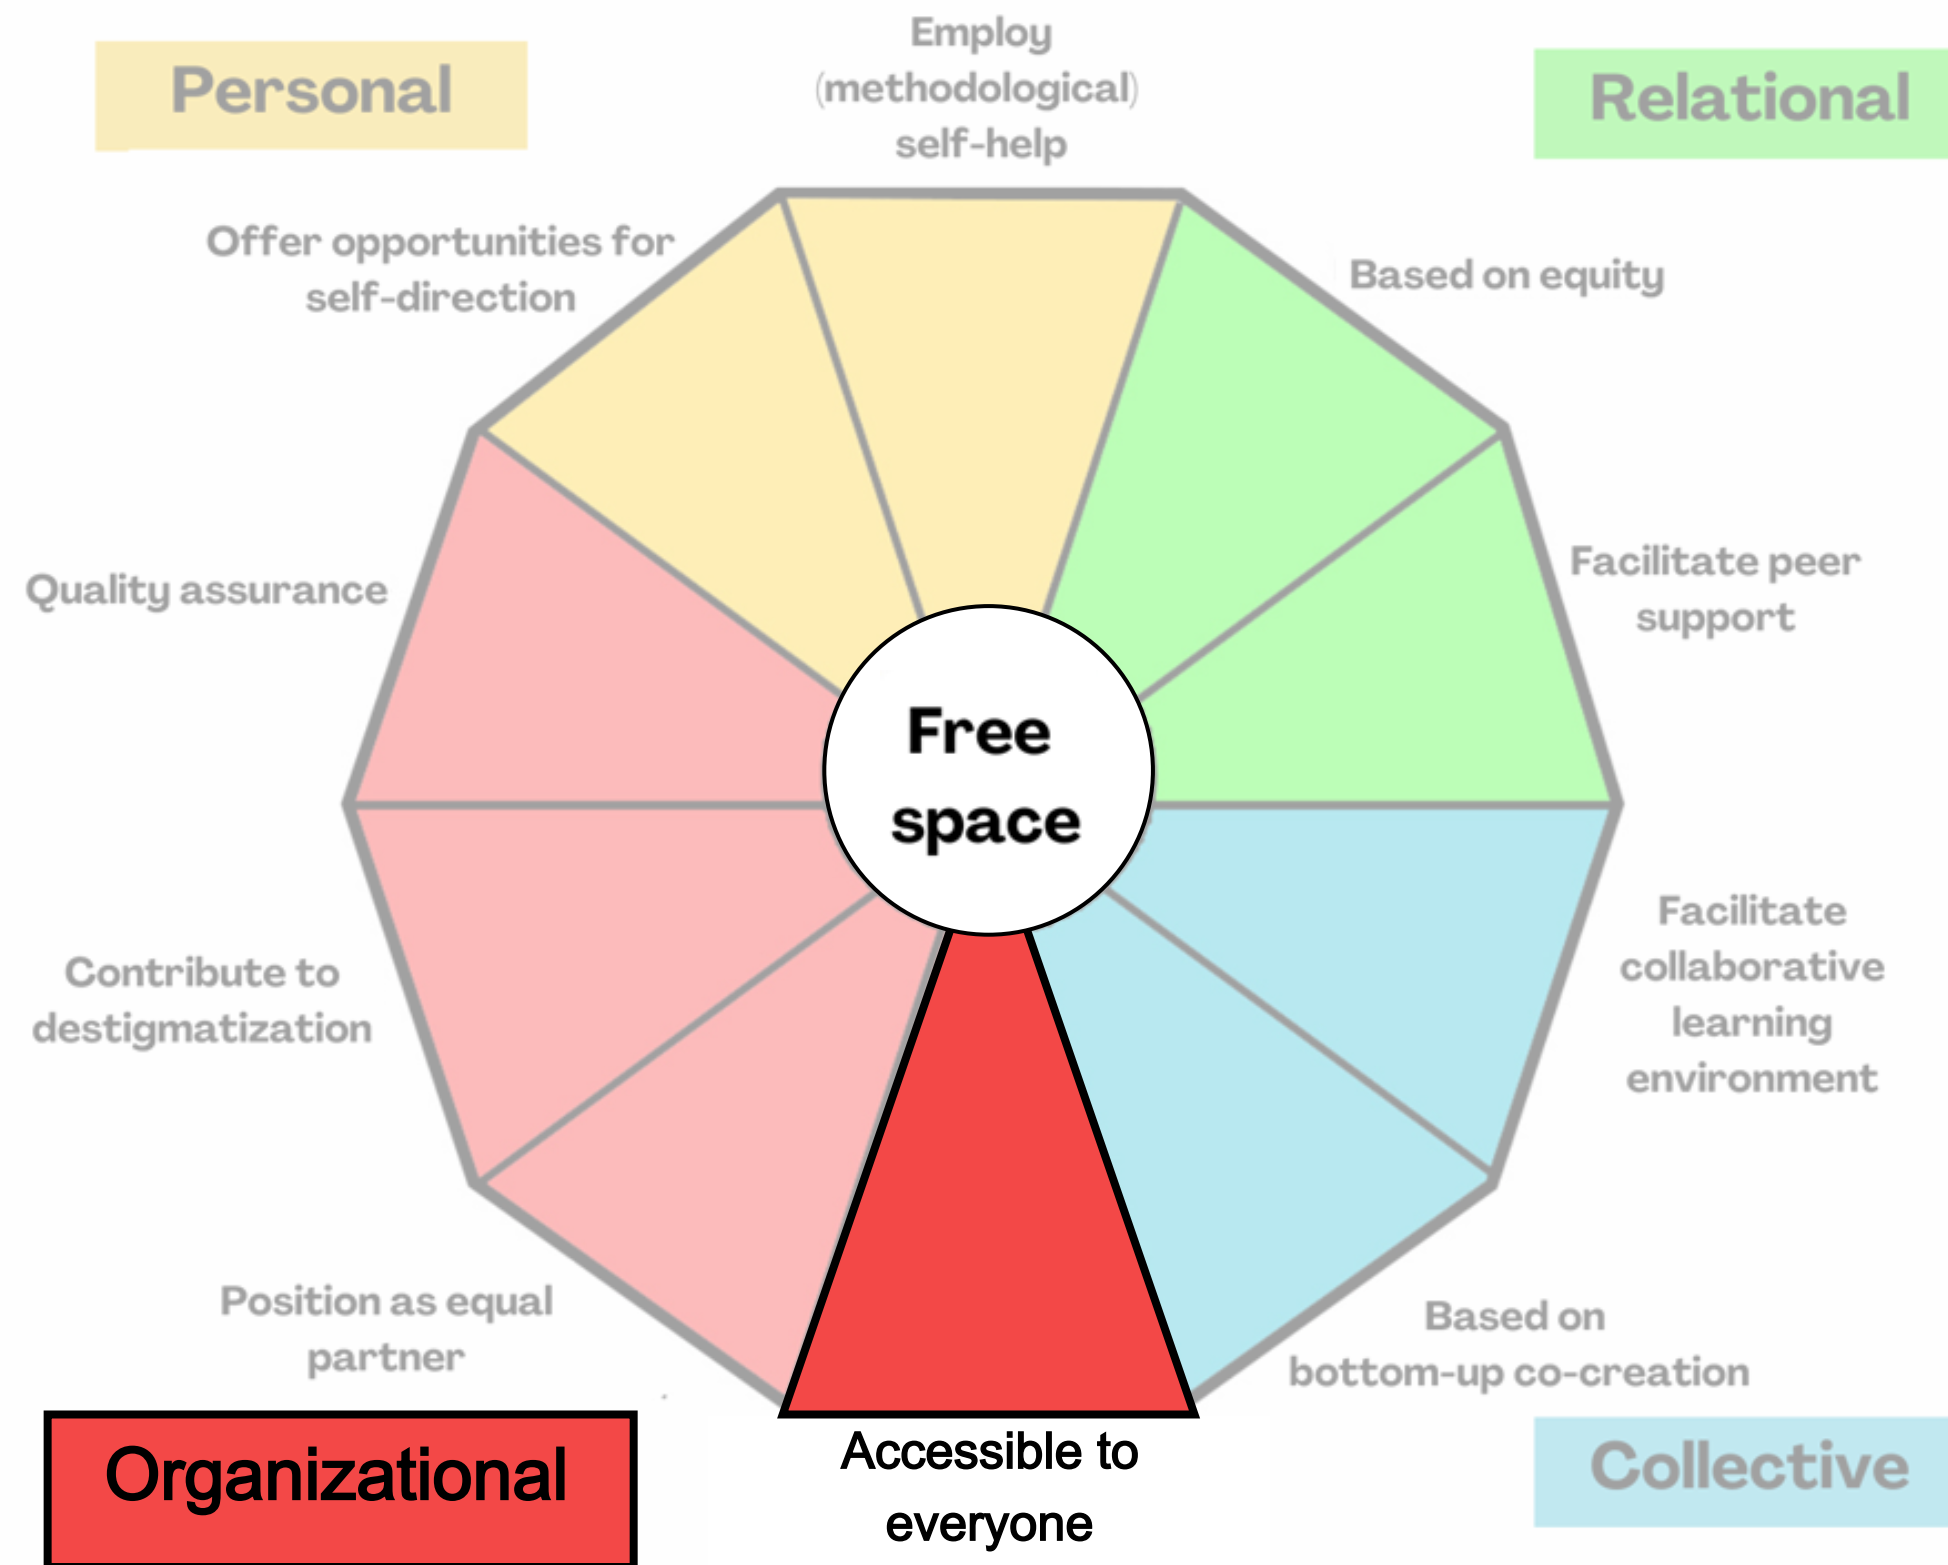 Personal
Employ
(methodological)
self-help
Relational
Offer opportunities for
self-direction
Based on equity
Quality assurance
Facilitate peer
support
Free
space
Contribute to
destigmatization
Facilitate
collaborative
learning
environment
Position as equal
partner
Based on
bottom-up co-creation
Organizational
Accessible to
everyone
Collective